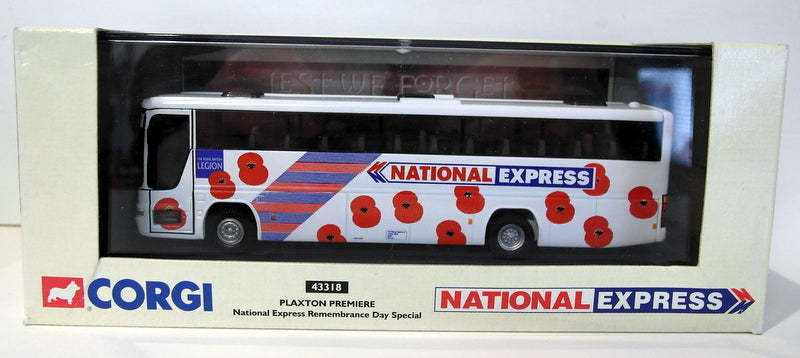 LEST WE FORGET
THE ROYAL BRITISH
LEGION
NATIONAL EXPRESS
CORGI
43318
PLAXTON PREMIERE
National Express Remembrance Day Special
NATIONAL EXPRESS